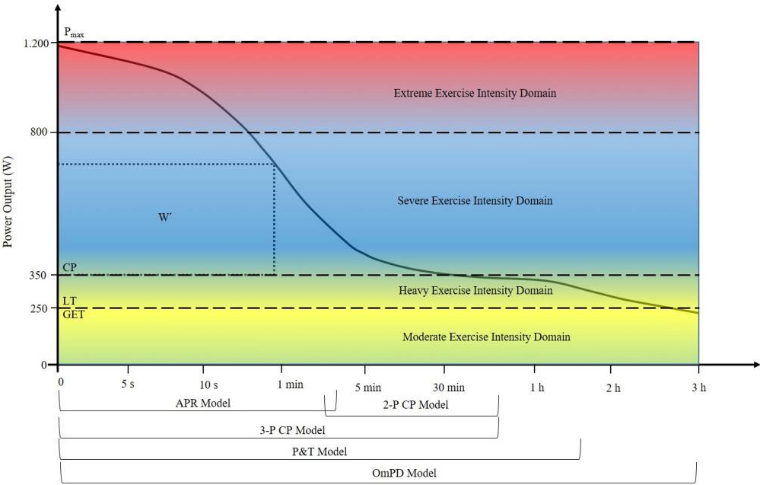 P_max
1.200
Extreme Exercise Intensity Domain
800
Power Output (W)
Severe Exercise Intensity Domain
W´
CP
350
Heavy Exercise Intensity Domain
LT
250
GET
Moderate Exercise Intensity Domain
0
0 5 s 10 s 1 min 5 min 30 min 1 h 2 h 3 h
APR Model 2-P CP Model
3-P CP Model
P&T Model
OmPD Model